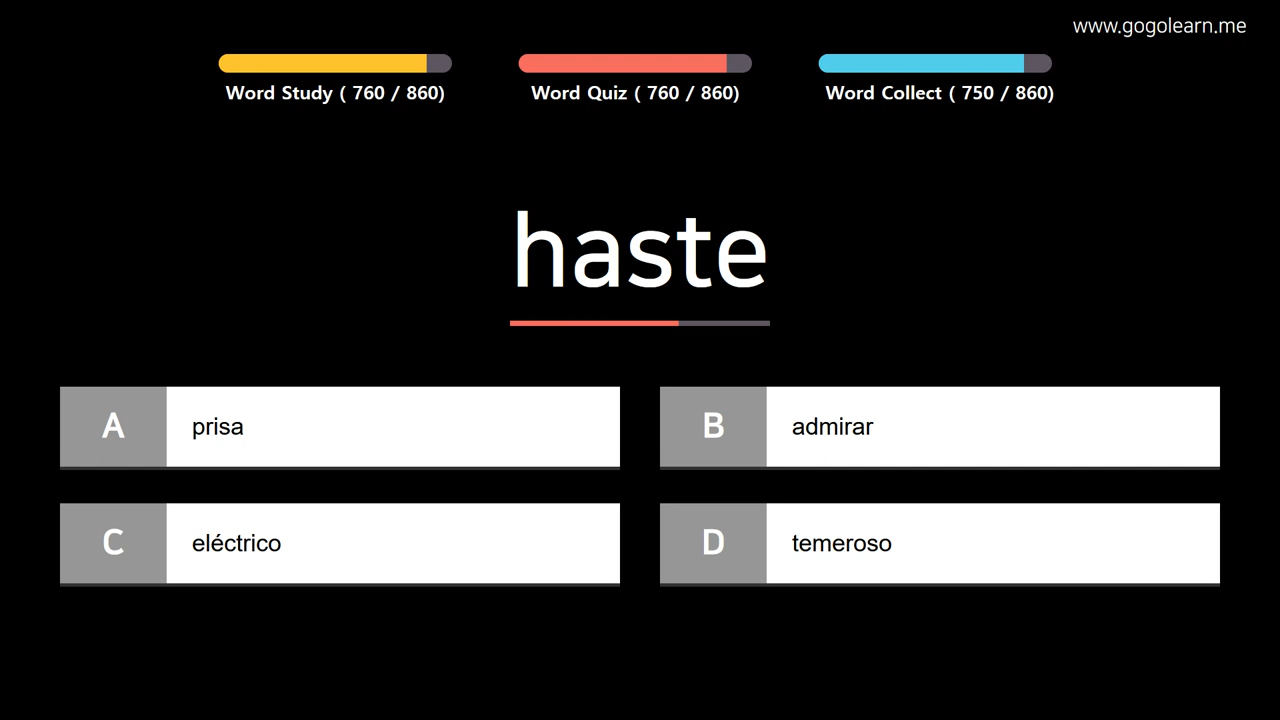 www.gogolearn.me
Word Study ( 760 / 860)
Word Quiz ( 760 / 860)
Word Collect ( 750 / 860)
haste
A prisa
B admirar
C eléctrico
D temeroso